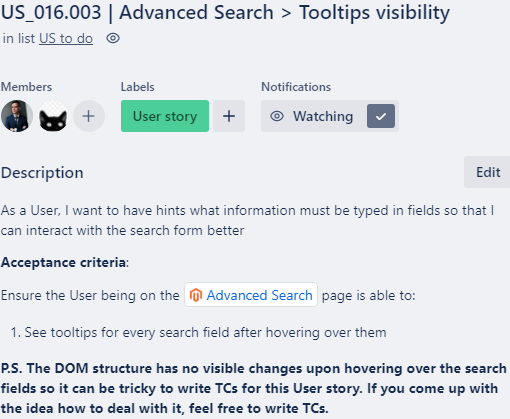 US_016.003 | Advanced Search > Tooltips visibility
in list US to do
Members
Labels
Notifications
User story
Watching
Description
Edit
As a User, I want to have hints what information must be typed in fields so that I
can interact with the search form better
Acceptance criteria:
Ensure the User being on the Advanced Search page is able to:
1. See tooltips for every search field after hovering over them
P.S. The DOM structure has no visible changes upon hovering over the search
fields so it can be tricky to write TCs for this User story. If you come up with
the idea how to deal with it, feel free to write TCs.